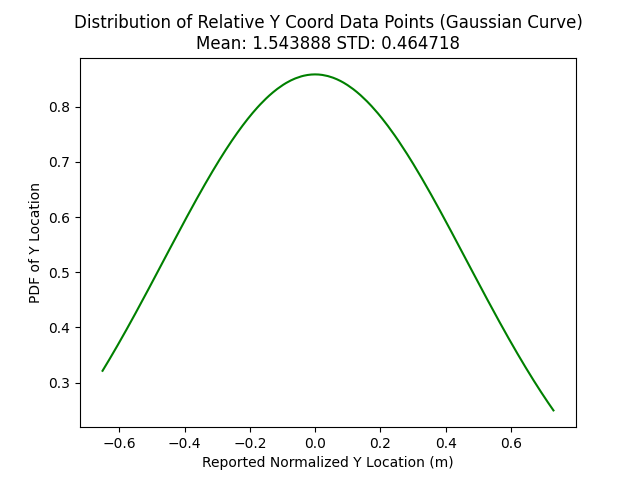 Distribution of Relative Y Coord Data Points (Gaussian Curve)
Mean: 1.543888 STD: 0.464718
0.8
0.7
0.6
0.5
0.4
0.3
PDF of Y Location
−0.6 −0.4 −0.2 0.0 0.2 0.4 0.6
Reported Normalized Y Location (m)